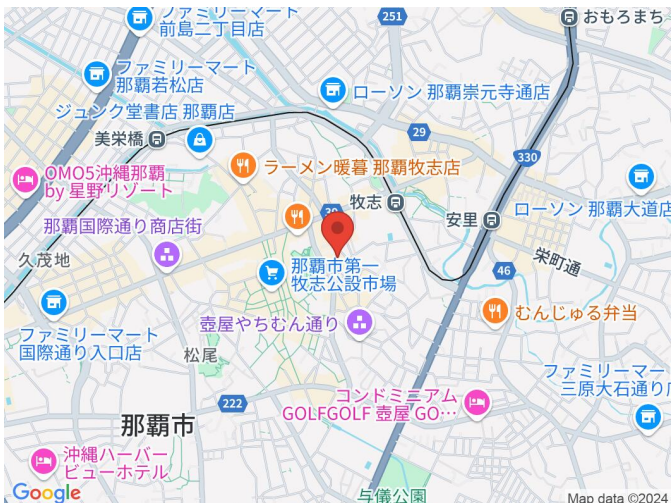 ファミリーマート
前島二丁目店
251
おもろまち
ファミリーマート
那覇若松店
ローソン 那覇崇元寺通店
ジュンク堂書店 那覇店
美栄橋
29
330
ラーメン暖暮 那覇牧志店
OMO5沖縄那覇
by 星野リゾート
39
牧志
安里
ローソン 那覇大道店
那覇国際通り商店街
久茂地
栄町通
那覇市第一
牧志公設市場
46
ファミリーマート
国際通り入口店
壺屋やちむん通り
むんじゅる弁当
松尾
ファミリーマー
三原大石通り店
コンドミニアム
GOLFGOLF 壺屋 GO…
222
那覇市
沖縄ハーバー
ビューホテル
与儀公園
Google
Map data ©2024